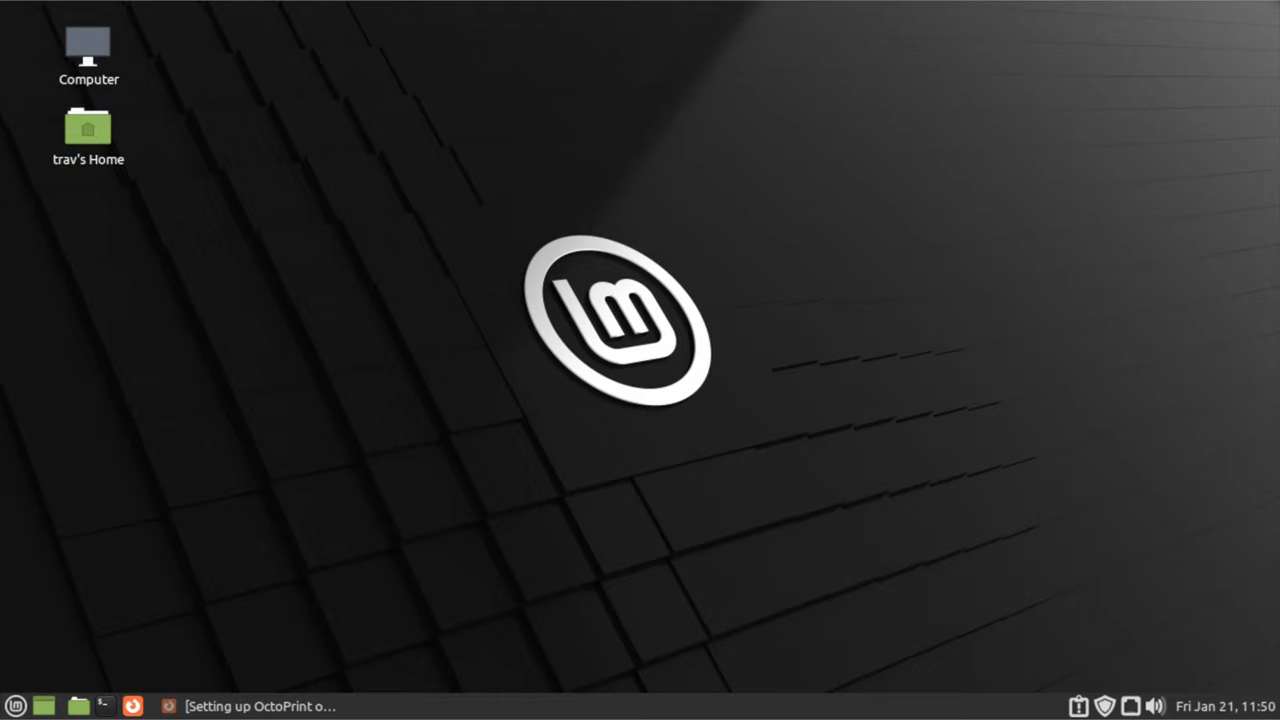 Computer
trav's Home
[Setting up OctoPrint o...
Fri Jan 21, 11:50